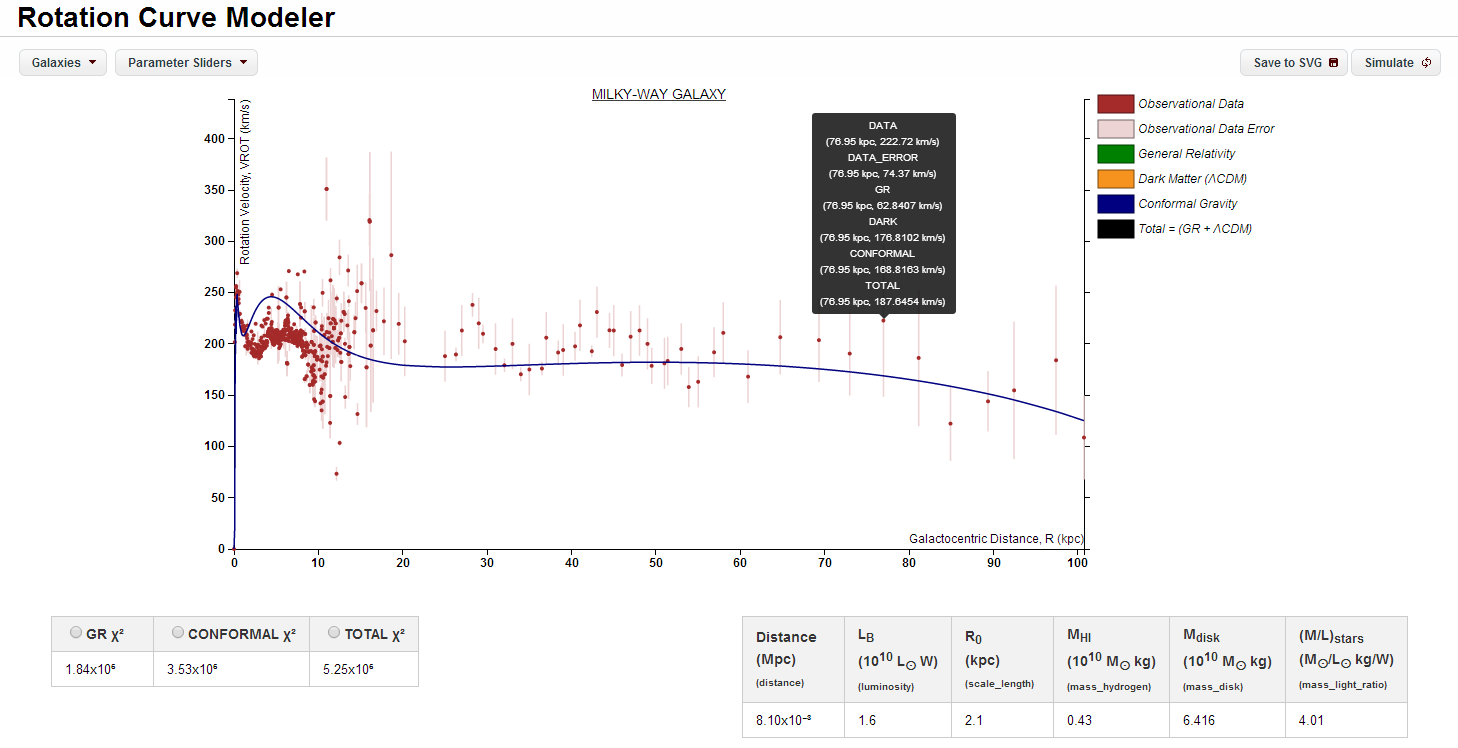 Rotation Curve Modeler
Galaxies
Parameter Sliders
Save to SVG
Simulate
MILKY-WAY GALAXY
Rotation Velocity, VROT (km/s)
400
350
300
250
200
150
100
50
0
0 10 20 30 40 50 60 70 80 90 100
Galactocentric Distance, R (kpc)
DATA
(76.95 kpc, 222.72 km/s)
DATA_ERROR
(76.95 kpc, 74.37 km/s)
GR
(76.95 kpc, 62.8407 km/s)
DARK
(76.95 kpc, 176.8102 km/s)
CONFORMAL
(76.95 kpc, 168.8163 km/s)
TOTAL
(76.95 kpc, 187.6454 km/s)
Observational Data
Observational Data Error
General Relativity
Dark Matter (ΛCDM)
Conformal Gravity
Total = (GR + ΛCDM)
GR χ² CONFORMAL χ² TOTAL χ²
1.84x10⁶ 3.53x10⁶ 5.25x10⁶
Distance L_B R_0 M_HI M_disk (M/L)_stars
(Mpc) (10¹⁰ L⊙ W) (kpc) (10¹⁰ M⊙ kg) (10¹⁰ M⊙ kg) (M⊙/L⊙ kg/W)
(distance) (luminosity) (scale_length) (mass_hydrogen) (mass_disk) (mass_light_ratio)
8.10x10⁻³ 1.6 2.1 0.43 6.416 4.01